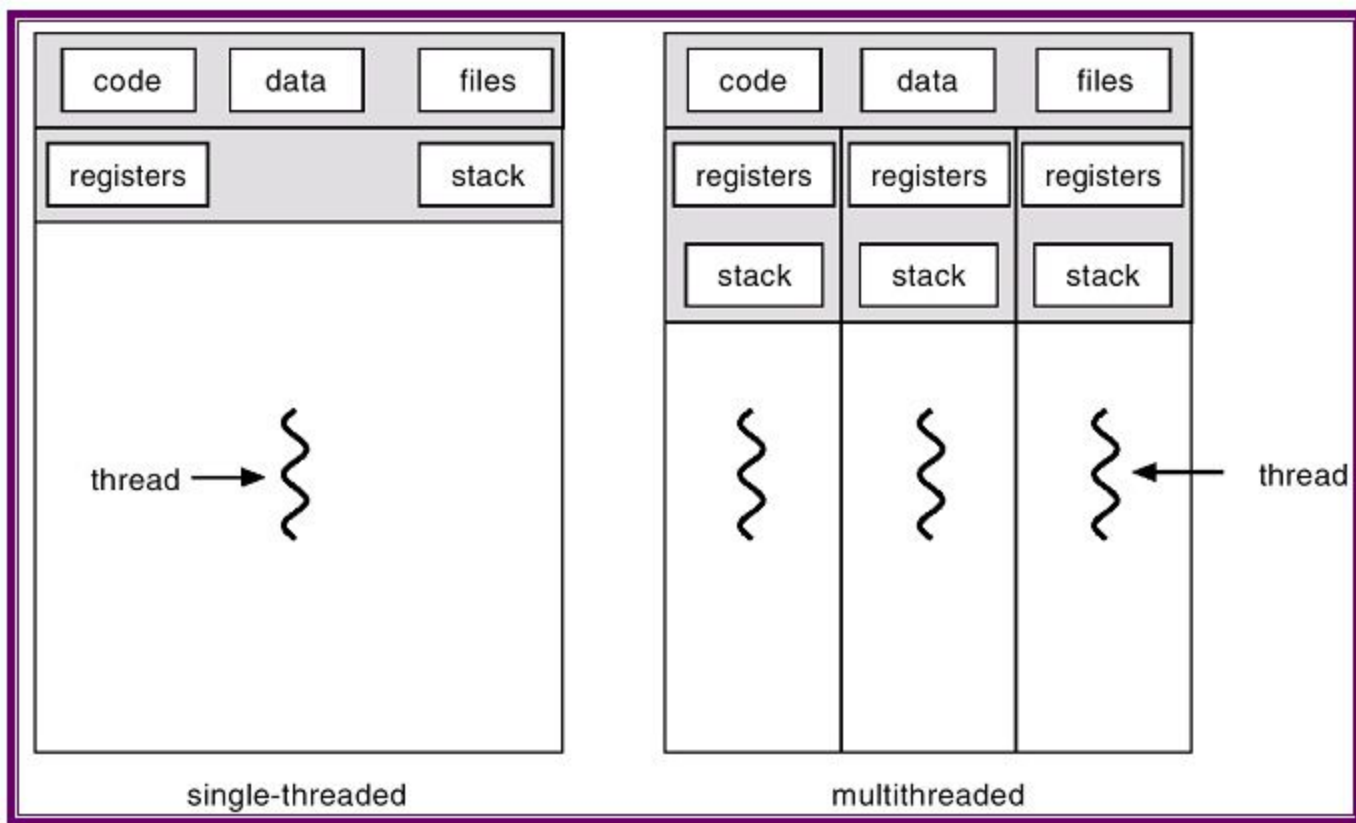 code data files
registers stack
thread
single-threaded
code data files
registers registers registers
stack stack stack
thread
multithreaded